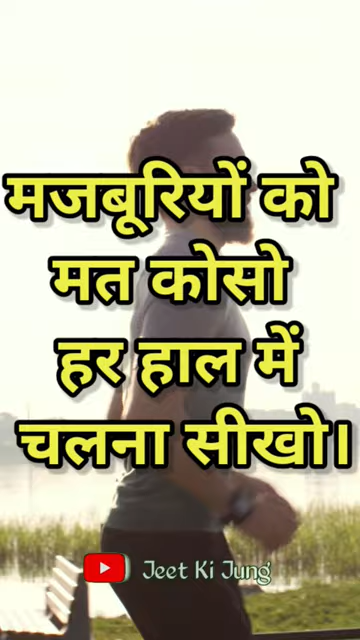 मजबूरियों को
मत कोसो
हर हाल में
चलना सीखो।
Jeet Ki Jung